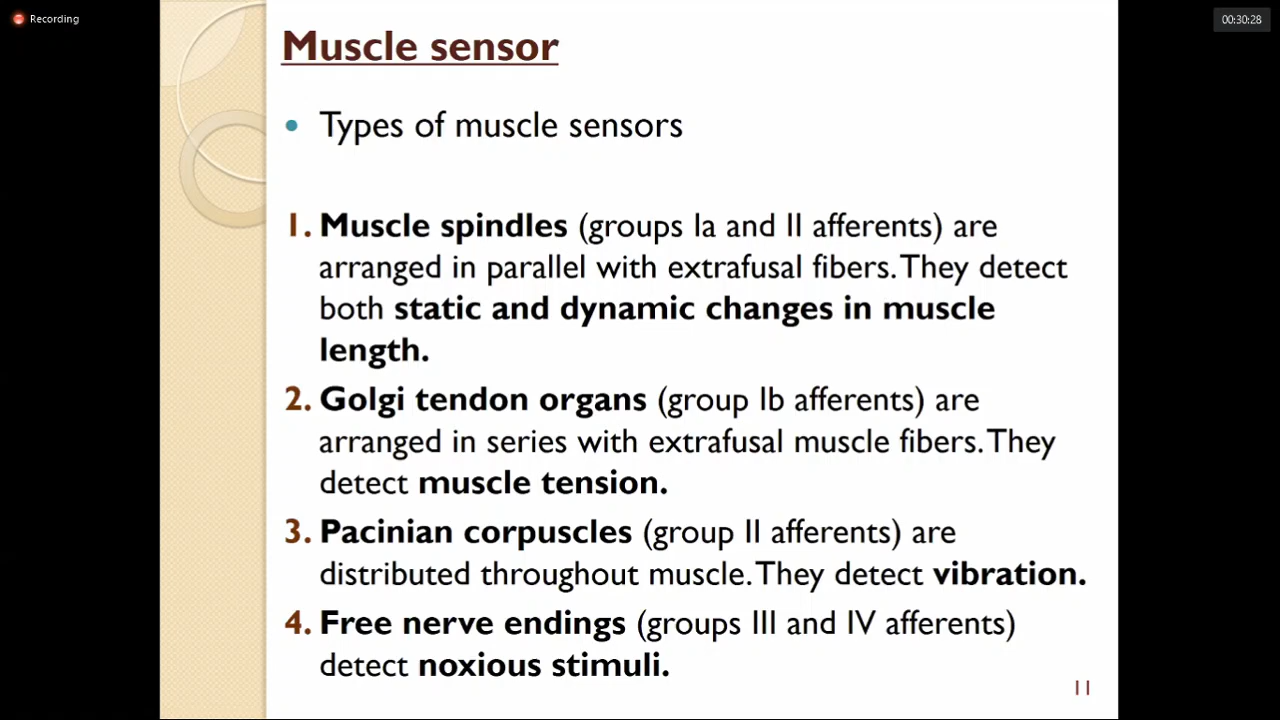 Recording
00:30:28
Muscle sensor
• Types of muscle sensors
1. Muscle spindles (groups Ia and II afferents) are
arranged in parallel with extrafusal fibers. They detect
both static and dynamic changes in muscle
length.
2. Golgi tendon organs (group Ib afferents) are
arranged in series with extrafusal muscle fibers. They
detect muscle tension.
3. Pacinian corpuscles (group II afferents) are
distributed throughout muscle. They detect vibration.
4. Free nerve endings (groups III and IV afferents)
detect noxious stimuli.
11